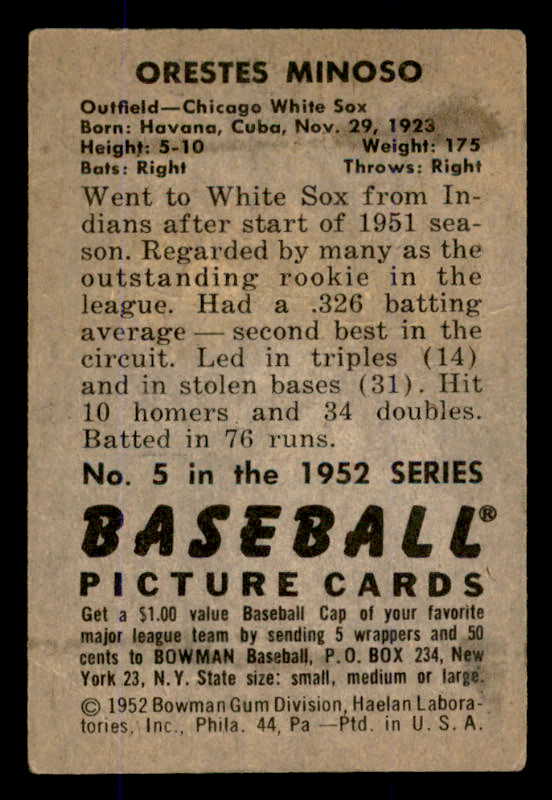 ORESTES MINOSO
Outfield—Chicago White Sox
Born: Havana, Cuba, Nov. 29, 1923
Height: 5-10 Weight: 175
Bats: Right Throws: Right
Went to White Sox from In-
dians after start of 1951 sea-
son. Regarded by many as the
outstanding rookie in the
league. Had a .326 batting
average — second best in the
circuit. Led in triples (14)
and in stolen bases (31). Hit
10 homers and 34 doubles.
Batted in 76 runs.
No. 5 in the 1952 SERIES
BASEBALL®
PICTURE CARDS
Get a $1.00 value Baseball Cap of your favorite
major league team by sending 5 wrappers and 50
cents to BOWMAN Baseball, P.O. BOX 234, New
York 23, N.Y. State size: small, medium or large.
© 1952 Bowman Gum Division, Haelan Labora-
tories, Inc., Phila. 44, Pa —Ptd. in U. S. A.